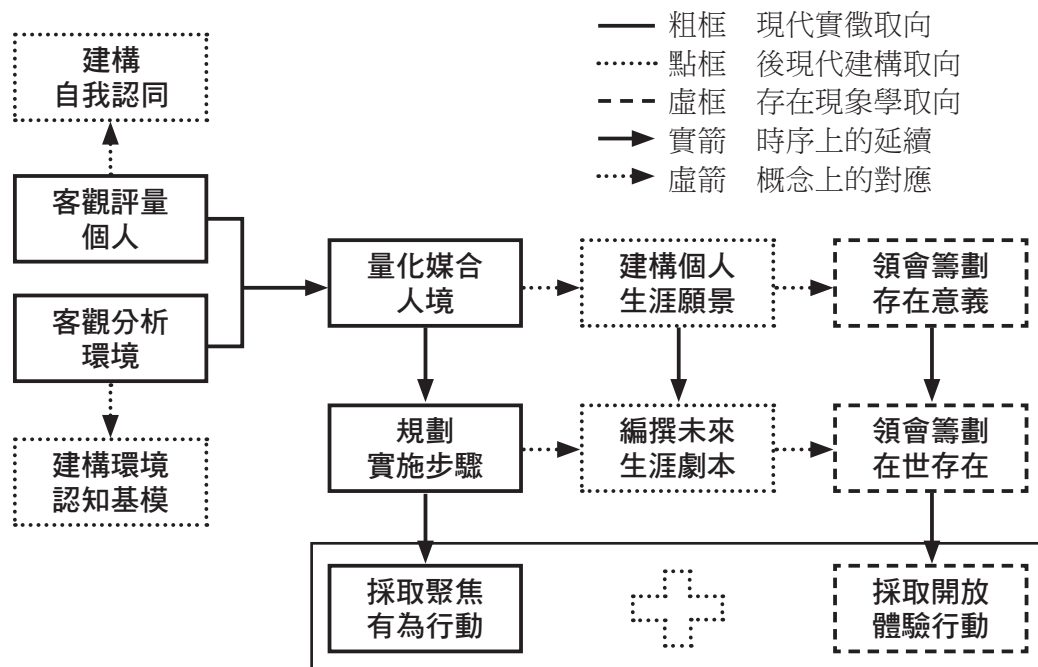 粗框 現代實徵取向
點框 後現代建構取向
虛框 存在現象學取向
實箭 時序上的延續
虛箭 概念上的對應
建構
自我認同
客觀評量
個人
客觀分析
環境
建構環境
認知基模
量化媒合
人境
建構個人
生涯願景
領會籌劃
存在意義
規劃
實施步驟
編撰未來
生涯劇本
領會籌劃
在世存在
採取聚焦
有為行動
採取開放
體驗行動